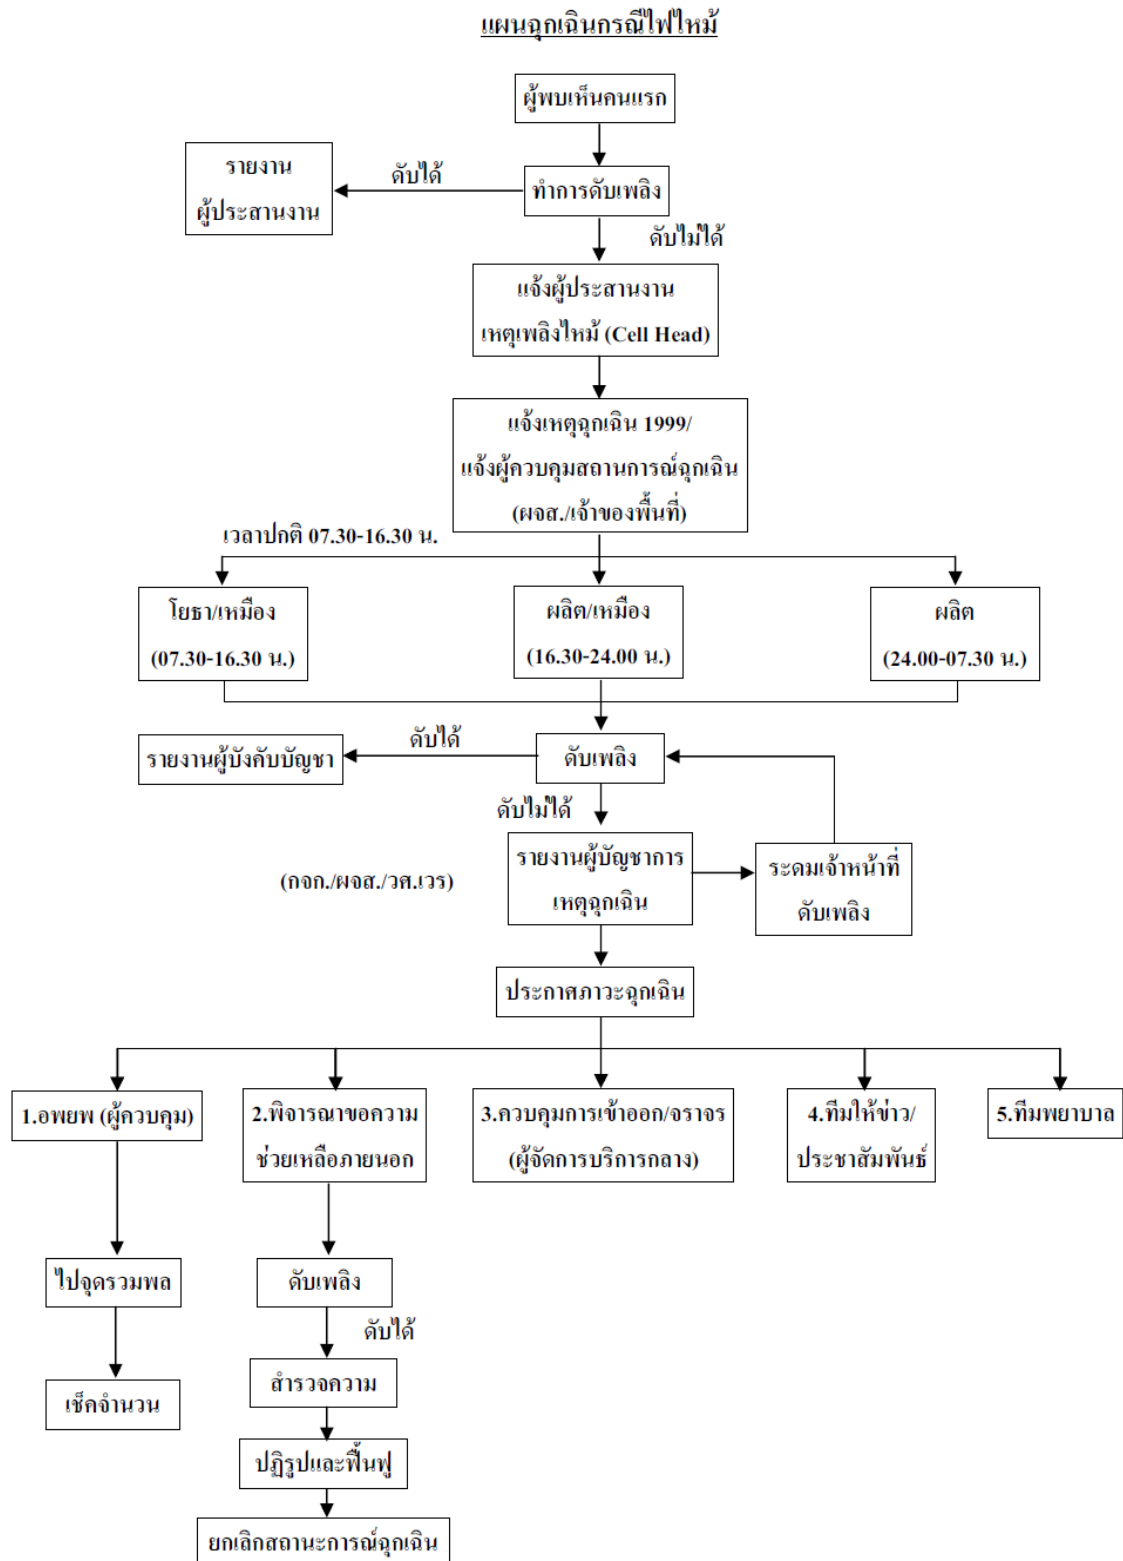 แผนฉุกเฉินกรณีไฟไหม้
ผู้พบเห็นคนแรก
รายงาน
ผู้ประสานงาน
ดับได้
ทำการดับเพลิง
ดับไม่ได้
แจ้งผู้ประสานงาน
เหตุเพลิงไหม้ (Cell Head)
แจ้งเหตุฉุกเฉิน 1999/
แจ้งผู้ควบคุมสถานการณ์ฉุกเฉิน
(ผจส./เจ้าของพื้นที่)
เวลาปกติ 07.30-16.30 น.
โยธา/เหมือง
(07.30-16.30 น.)
ผลิต/เหมือง
(16.30-24.00 น.)
ผลิต
(24.00-07.30 น.)
รายงานผู้บังคับบัญชา
ดับได้
ดับเพลิง
ดับไม่ได้
(กจก./ผจส./วศ.เวร)
รายงานผู้บัญชาการ
เหตุฉุกเฉิน
ระดมเจ้าหน้าที่
ดับเพลิง
ประกาศภาวะฉุกเฉิน
1.อพยพ (ผู้ควบคุม)
2.พิจารณาขอความ
ช่วยเหลือภายนอก
3.ควบคุมการเข้าออก/จราจร
(ผู้จัดการบริการกลาง)
4.ทีมให้ข่าว/
ประชาสัมพันธ์
5.ทีมพยาบาล
ไปจุดรวมพล
ดับเพลิง
ดับได้
เช็คจำนวน
สำรวจความ
ปฏิรูปและฟื้นฟู
ยกเลิกสถานะการณ์ฉุกเฉิน